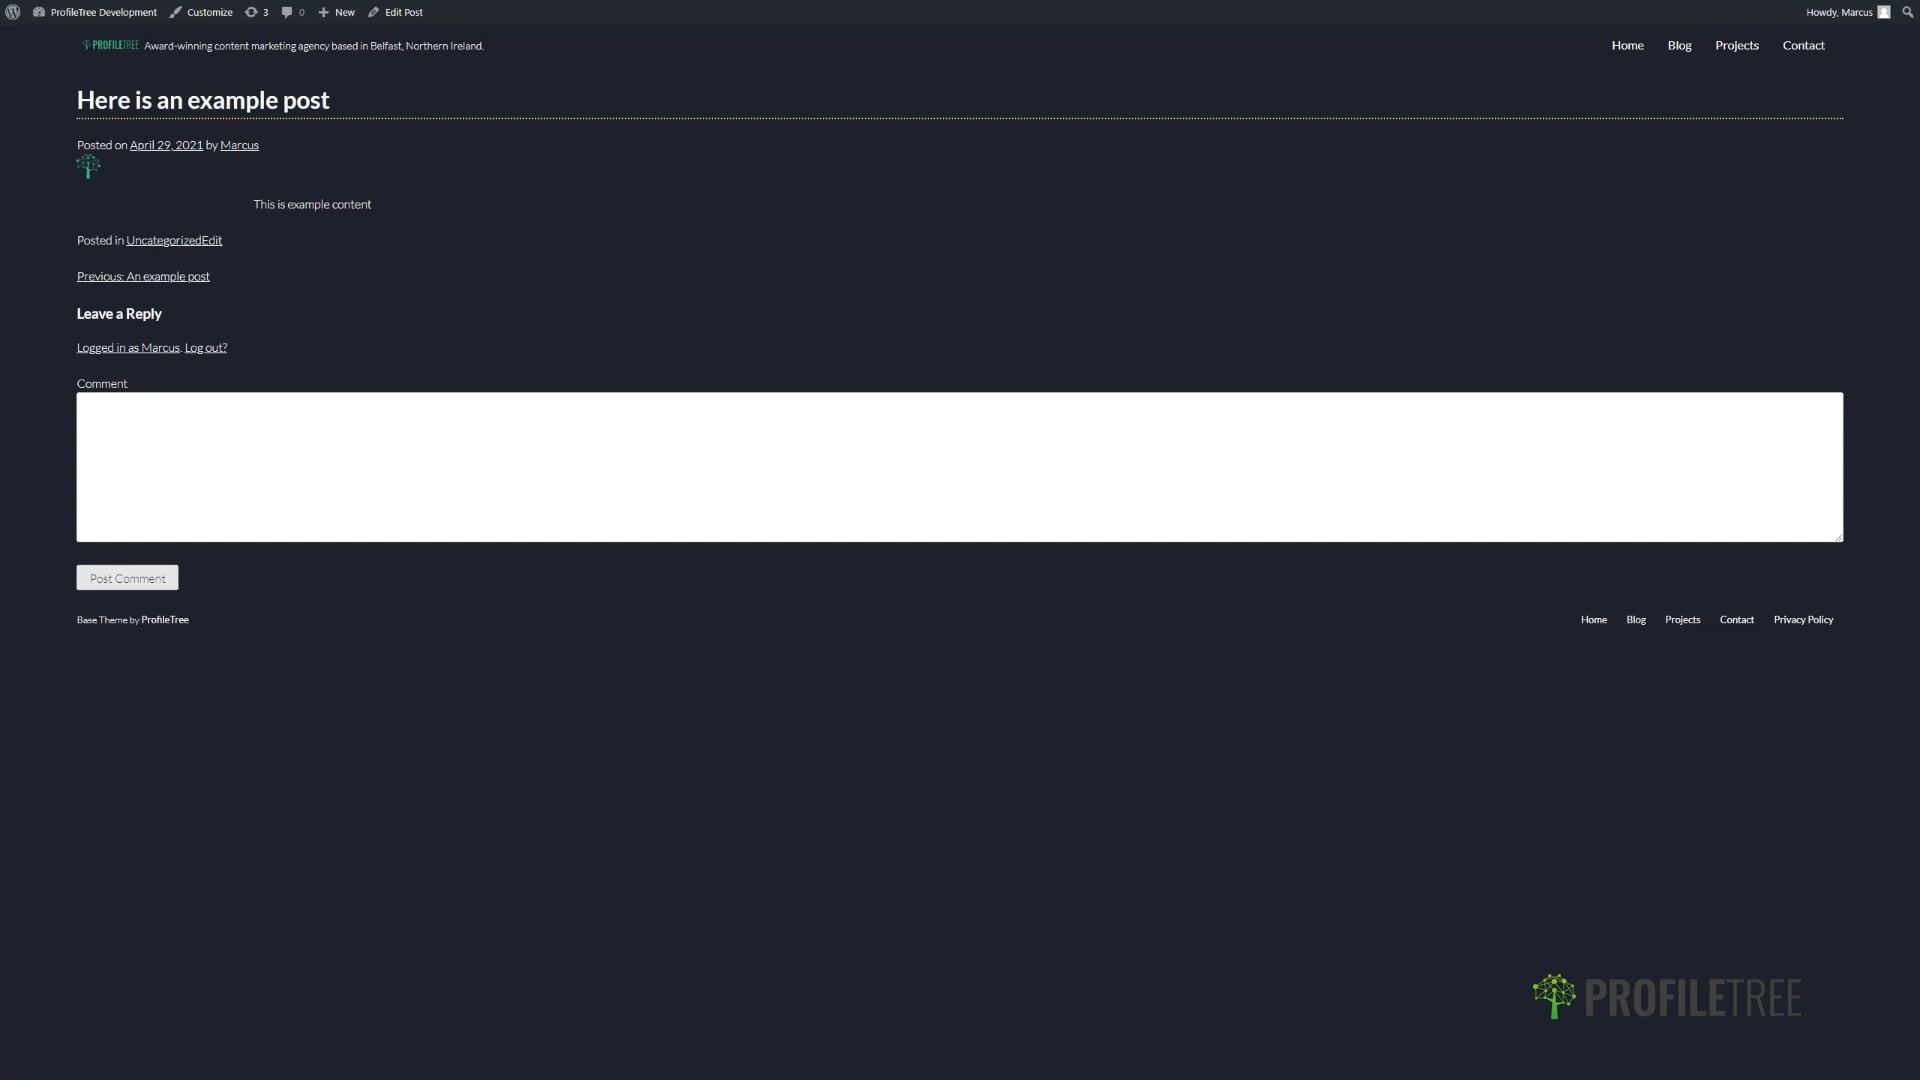 ProfileTree Development Customize 3 0 New Edit Post Howdy, Marcus
PROFILETREE Award-winning content marketing agency based in Belfast, Northern Ireland. Home Blog Projects Contact
Here is an example post
Posted on April 29, 2021 by Marcus
This is example content
Posted in UncategorizedEdit
Previous: An example post
Leave a Reply
Logged in as Marcus. Log out?
Comment
Post Comment
Base Theme by ProfileTree Home Blog Projects Contact Privacy Policy
PROFILETREE